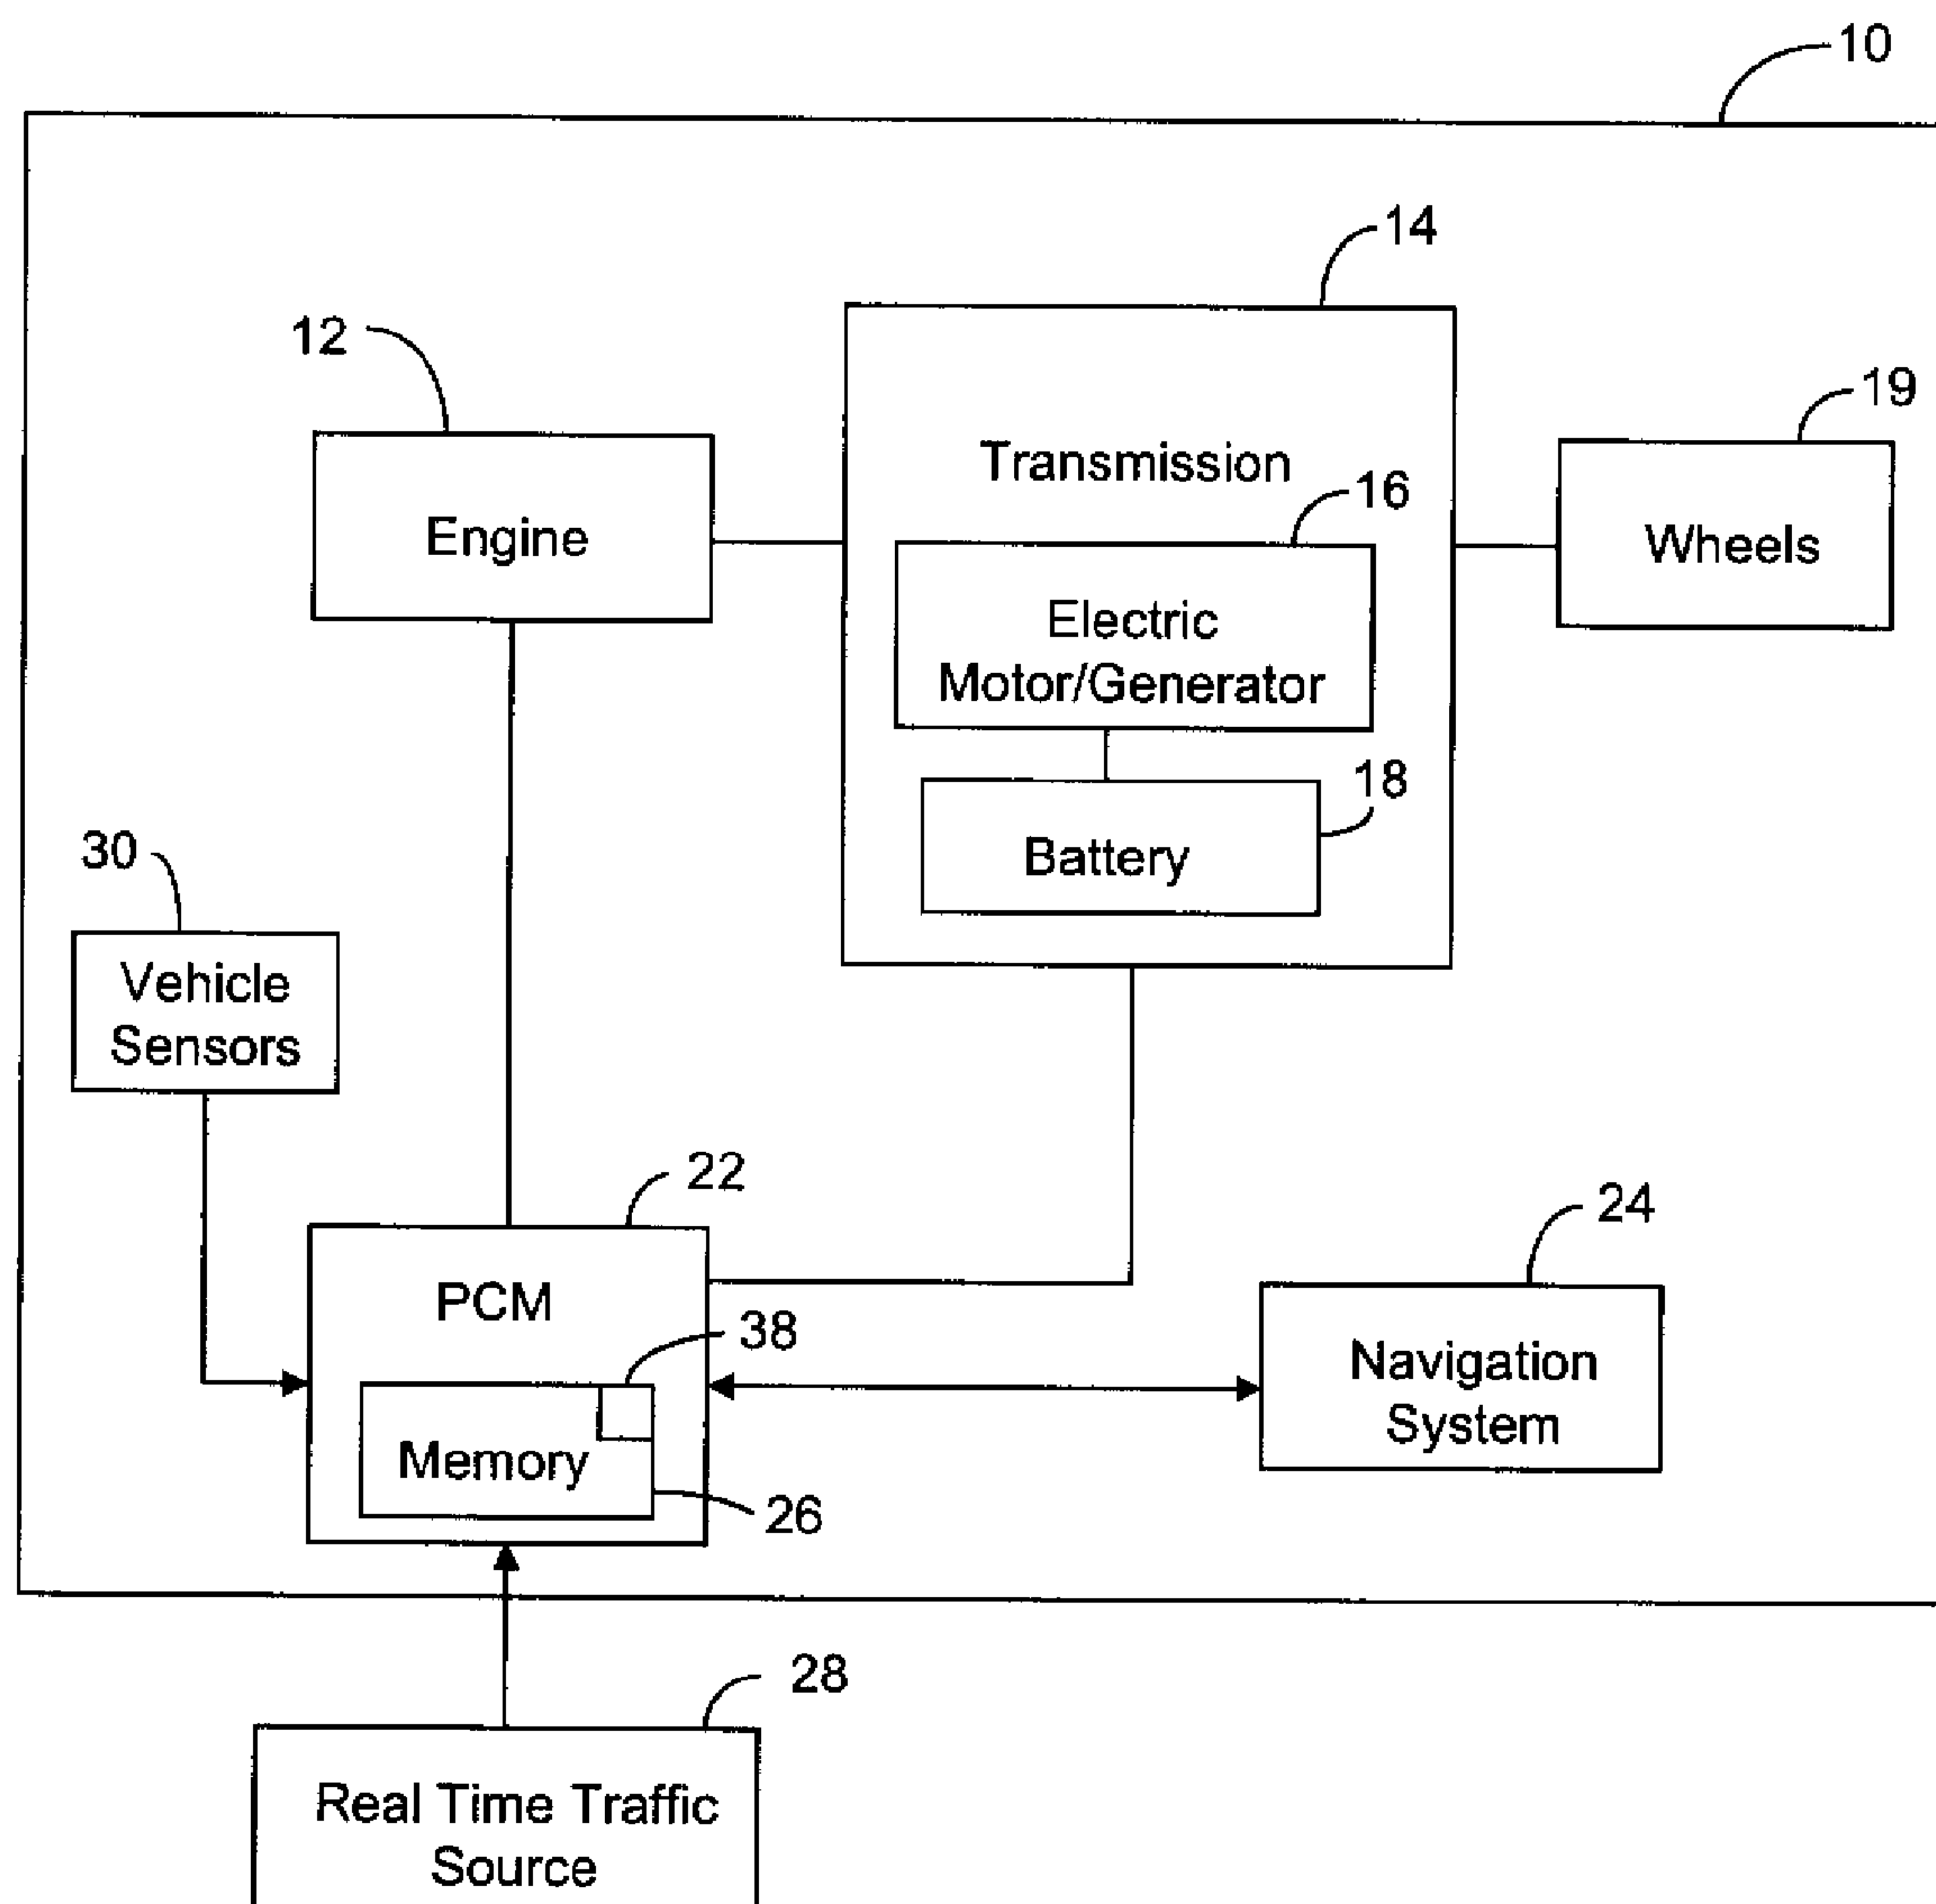 10
14
12
19
Transmission
16
Engine
Wheels
Electric
Motor/Generator
18
30
Battery
Vehicle
Sensors
22
24
PCM
38
Navigation
System
Memory
26
28
Real Time Traffic
Source